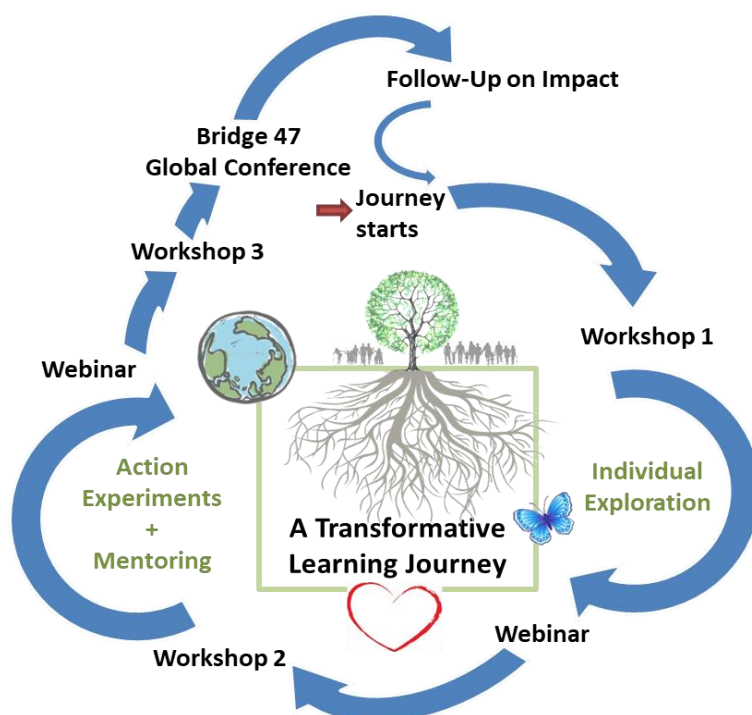 Follow-Up on Impact
Bridge 47
Global Conference
Journey
starts
Workshop 3
Workshop 1
Webinar
Action
Experiments
+
Mentoring
Individual
Exploration
A Transformative
Learning Journey
Webinar
Workshop 2